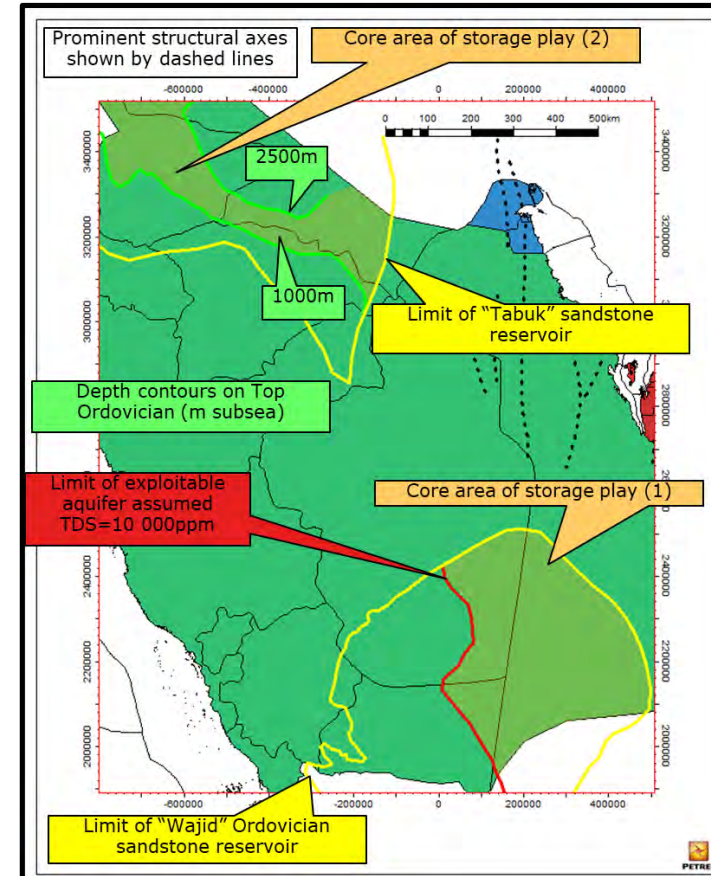 Prominent structural axes
shown by dashed lines
Core area of storage play (2)
-600000 -400000 0 200000 400000
0 100 200 300 400 500km
3400000
3400000
2500m
3200000
3200000
1000m
3000000
Limit of “Tabuk” sandstone
reservoir
Depth contours on Top
Ordovician (m subsea)
2800000
Limit of exploitable
aquifer assumed
TDS=10 000ppm
Core area of storage play (1)
2400000
2400000
2200000
2200000
2000000
2000000
-600000 -400000 -200000 0 200000 400000
Limit of “Wajid” Ordovician
sandstone reservoir
PETRE